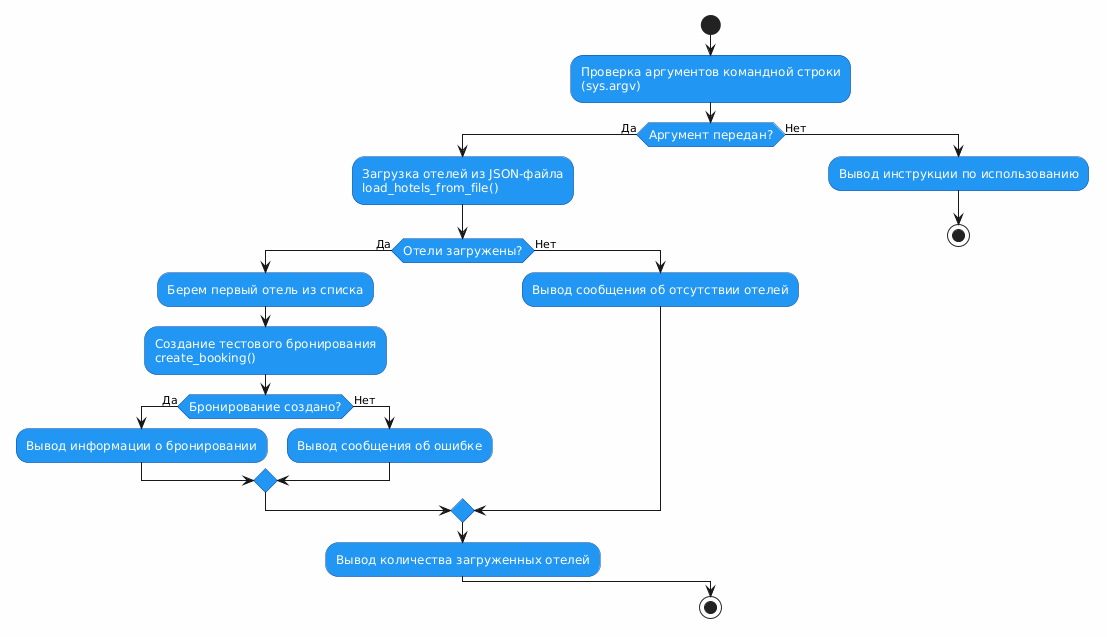 Проверка аргументов командной строки
(sys.argv)
Да
Аргумент передан?
Нет
Загрузка отелей из JSON-файла
load_hotels_from_file()
Вывод инструкции по использованию
Да
Отели загружены?
Нет
Берем первый отель из списка
Вывод сообщения об отсутствии отелей
Создание тестового бронирования
create_booking()
Да
Бронирование создано?
Нет
Вывод информации о бронировании
Вывод сообщения об ошибке
Вывод количества загруженных отелей